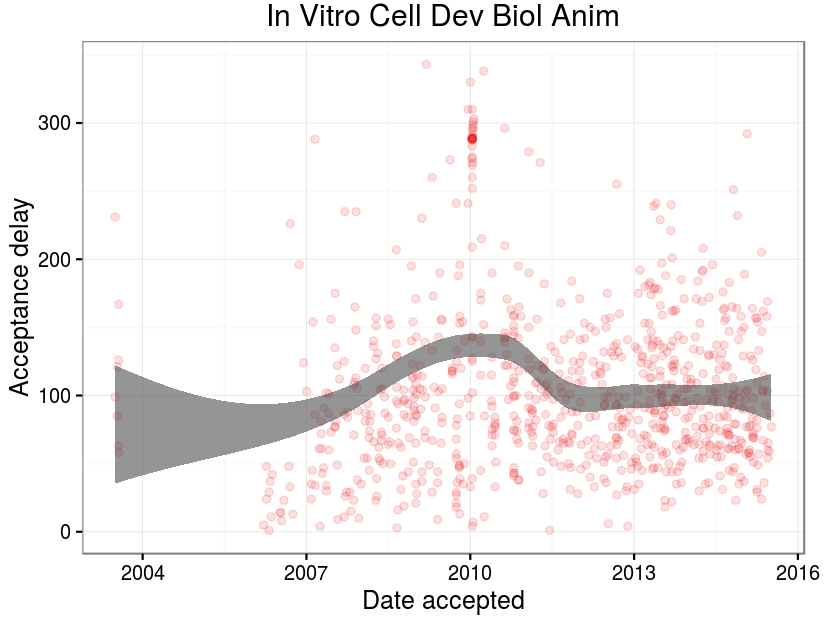 In Vitro Cell Dev Biol Anim
Acceptance delay
300
200
100
0
2004 2007 2010 2013 2016
Date accepted